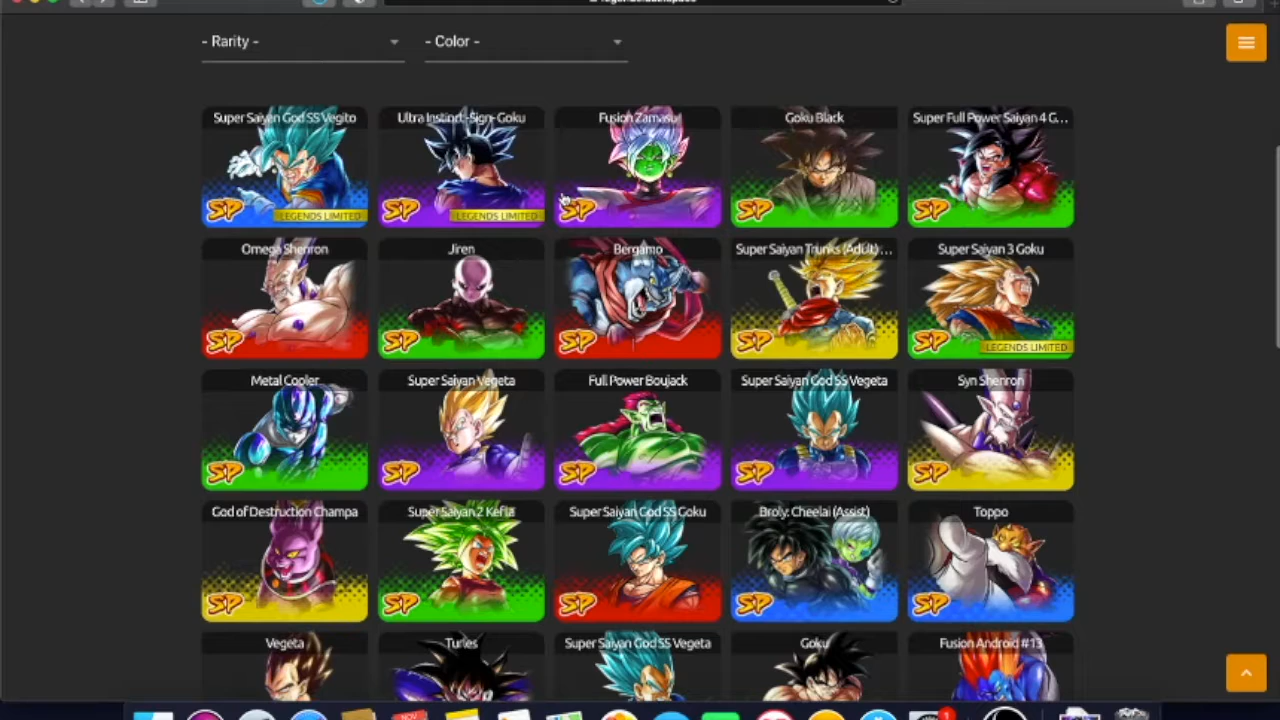 - Rarity -
- Color -
Super Saiyan God SS Vegito
Ultra Instinct -Sign- Goku
Fusion Zamasu
Goku Black
Super Full Power Saiyan 4 G...
SP LEGENDS LIMITED
SP LEGENDS LIMITED
SP
SP
SP
Omega Shenron
Jiren
Bergamo
Super Saiyan Trunks (Adult)...
Super Saiyan 3 Goku
SP
SP
SP
SP
SP LEGENDS LIMITED
Metal Cooler
Super Saiyan Vegeta
Full Power Boujack
Super Saiyan God SS Vegeta
Syn Shenron
SP
SP
SP
SP
SP
God of Destruction Champa
Super Saiyan 2 Kefla
Super Saiyan God SS Goku
Broly: Cheelai (Assist)
Toppo
SP
SP
SP
SP
SP
Vegeta
Turles
Super Saiyan God SS Vegeta
Goku
Fusion Android #13
NOV
1